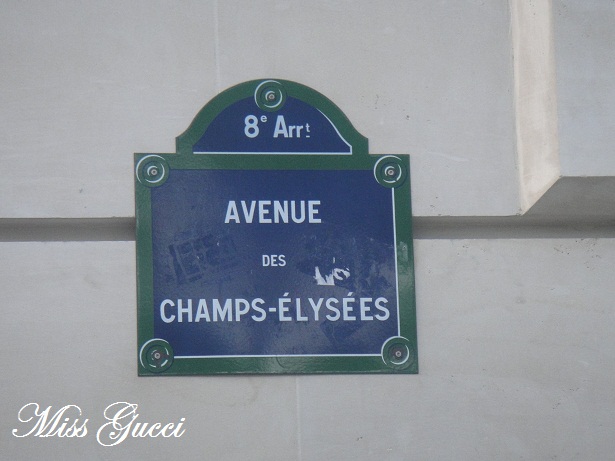 8e Arrt
AVENUE
DES
CHAMPS-ÉLYSÉES
Miss Gucci